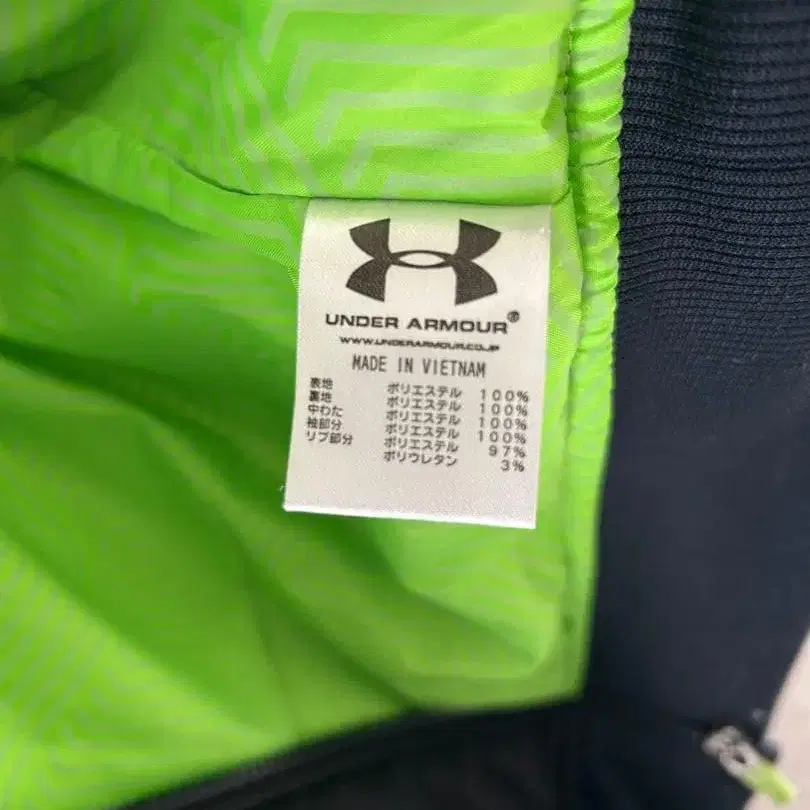 UNDER ARMOUR®
WWW.UNDERARMOUR.CO.JP
MADE IN VIETNAM
表地 ポリエステル 100%
裏地 ポリエステル 100%
中わた ポリエステル 100%
袖部分 ポリエステル 100%
リブ部分 ポリエステル 97%
ポリウレタン 3%